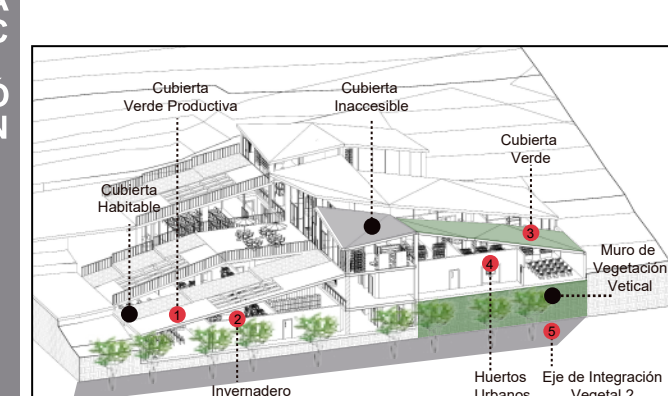 C
Ó
N
Cubierta
Verde Productiva
Cubierta
Inaccesible
Cubierta
Verde
Cubierta
Habitable
3
Muro de
Vegetación
Vetical
4
1
2
5
Invernadero
Huertos
Urbanos
Eje de Integración
Vegetal 2